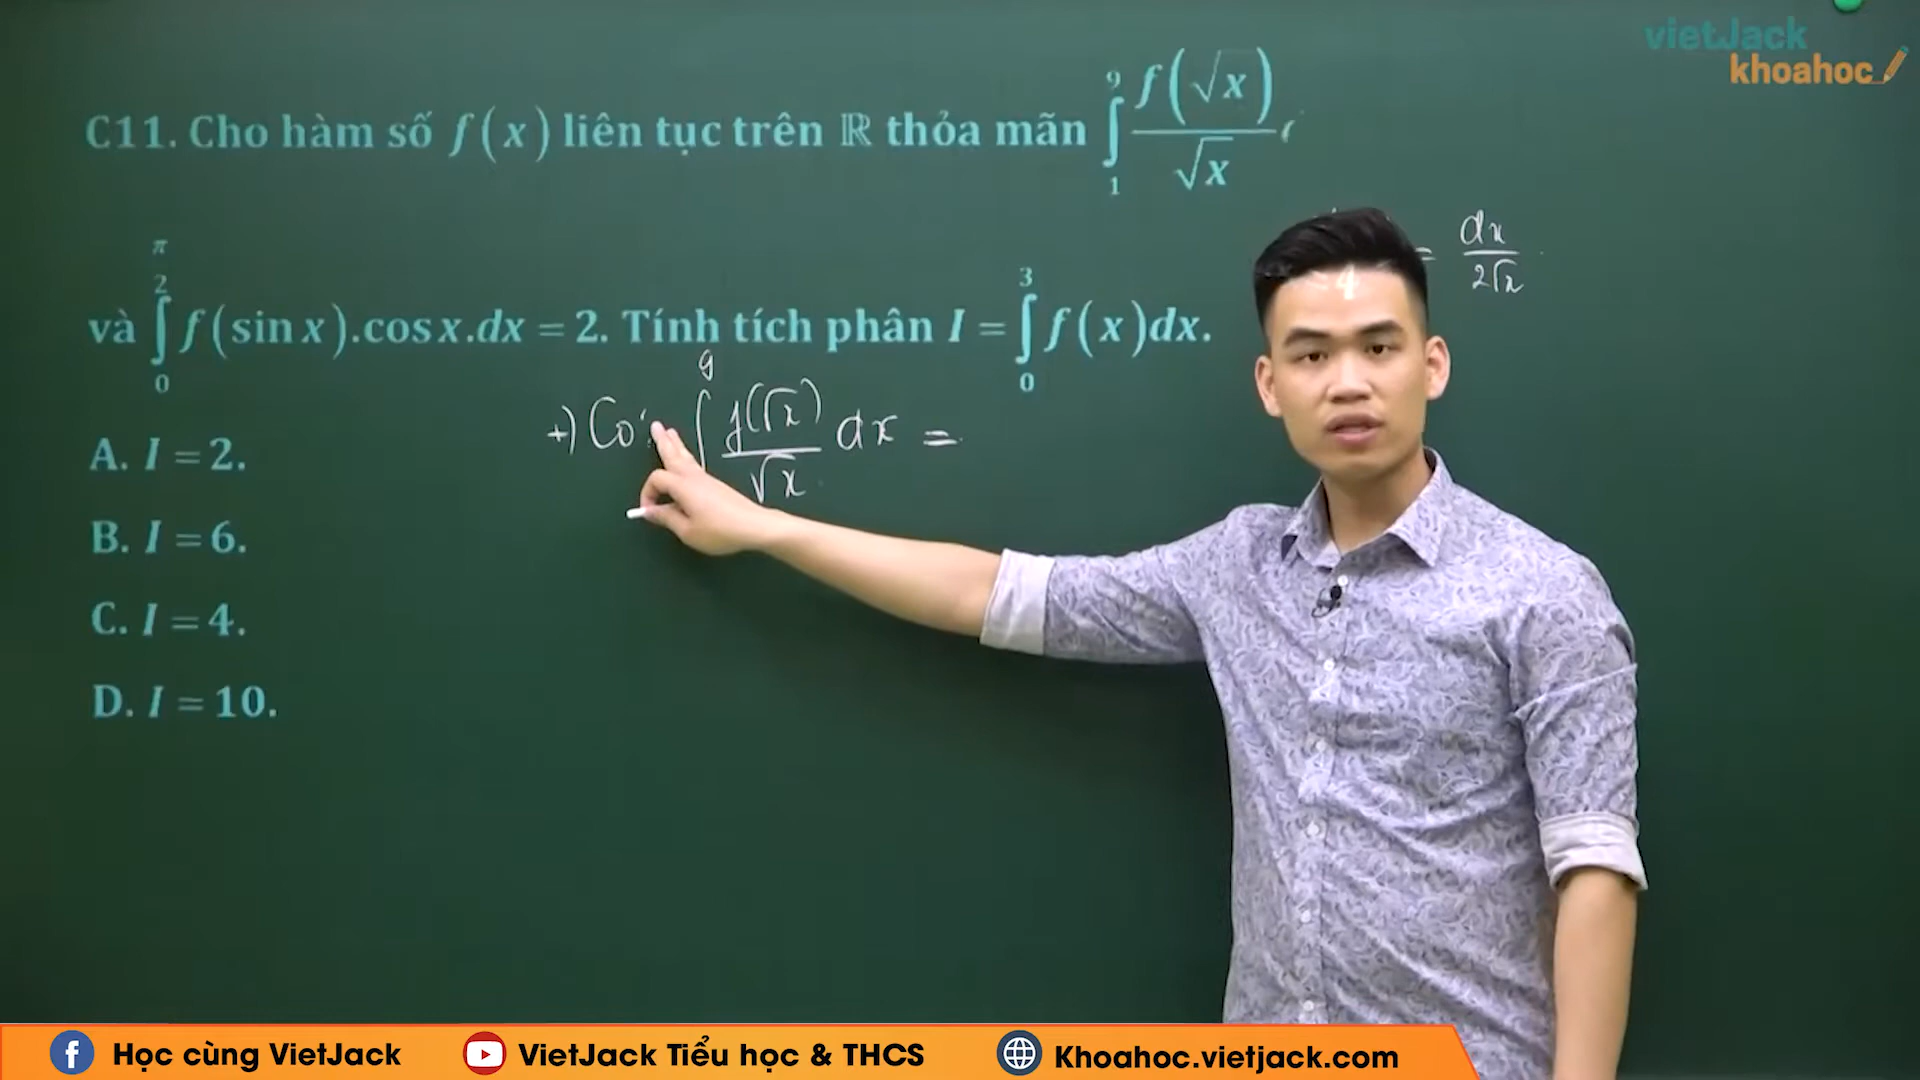 vietJack
khoahoc
C11. Cho hàm số f(x) liên tục trên ℝ thỏa mãn ∫₁⁹ f(√x)/√x
= dx/2√x
và ∫₀^(π/2) f(sin x).cos x.dx = 2. Tính tích phân I = ∫₀³ f(x)dx.
+) Có: ∫⁹ f(√x)/√x dx =
A. I = 2.
B. I = 6.
C. I = 4.
D. I = 10.
Học cùng VietJack
VietJack Tiểu học & THCS
Khoahoc.vietjack.com